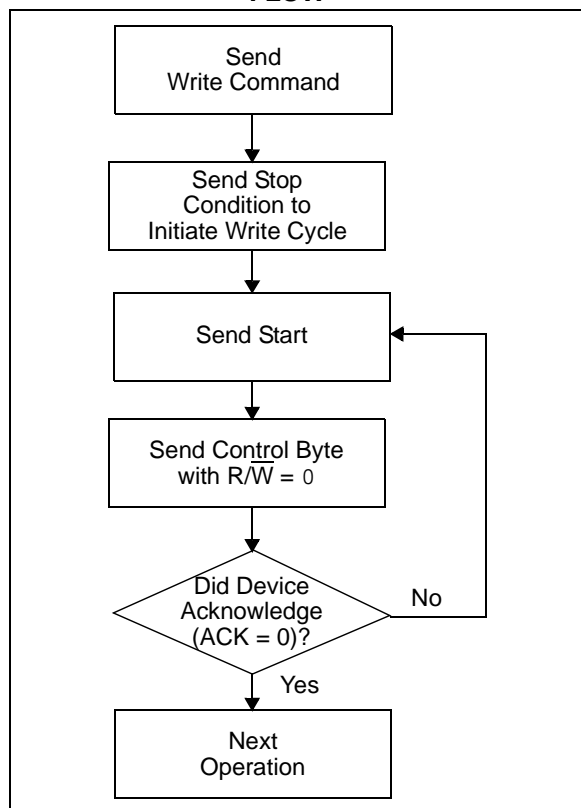 Send
Write Command
Send Stop
Condition to
Initiate Write Cycle
Send Start
Send Control Byte
with R/W̅ = 0
Did Device
Acknowledge
(ACK = 0)?
No
Yes
Next
Operation